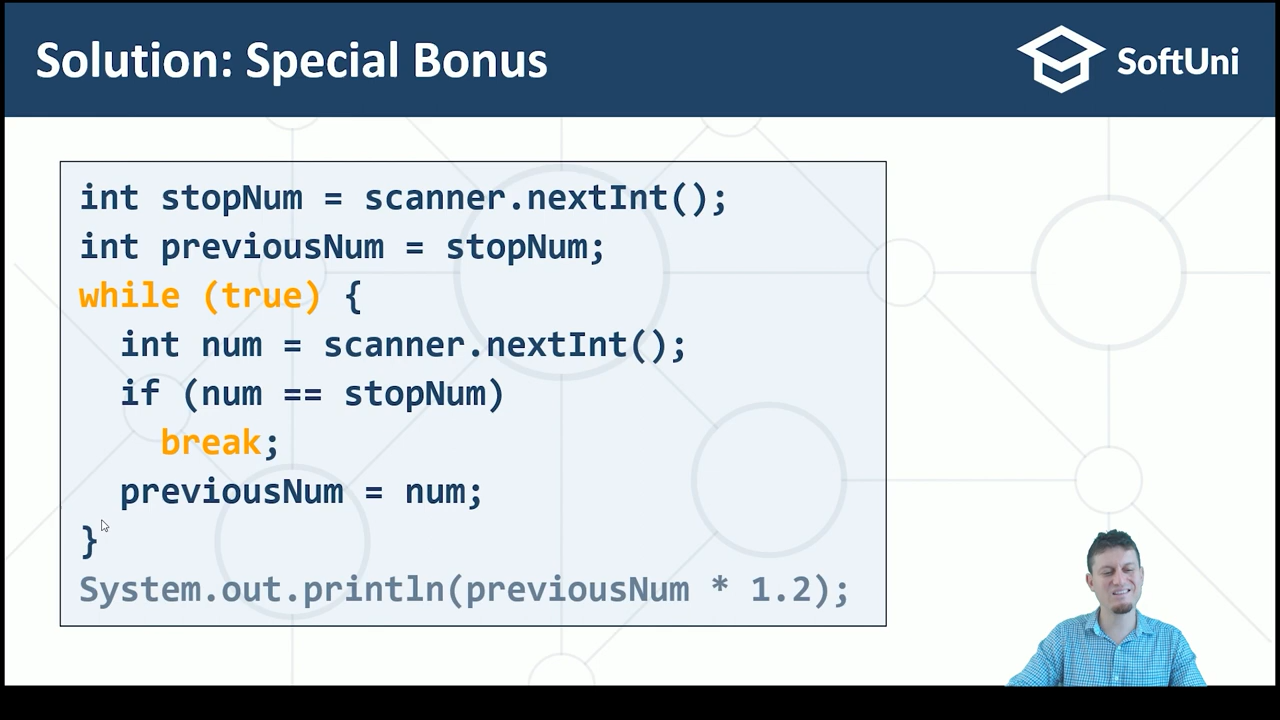 Solution: Special Bonus
SoftUni
int stopNum = scanner.nextInt();
int previousNum = stopNum;
while (true) {
  int num = scanner.nextInt();
  if (num == stopNum)
    break;
  previousNum = num;
}
System.out.println(previousNum * 1.2);